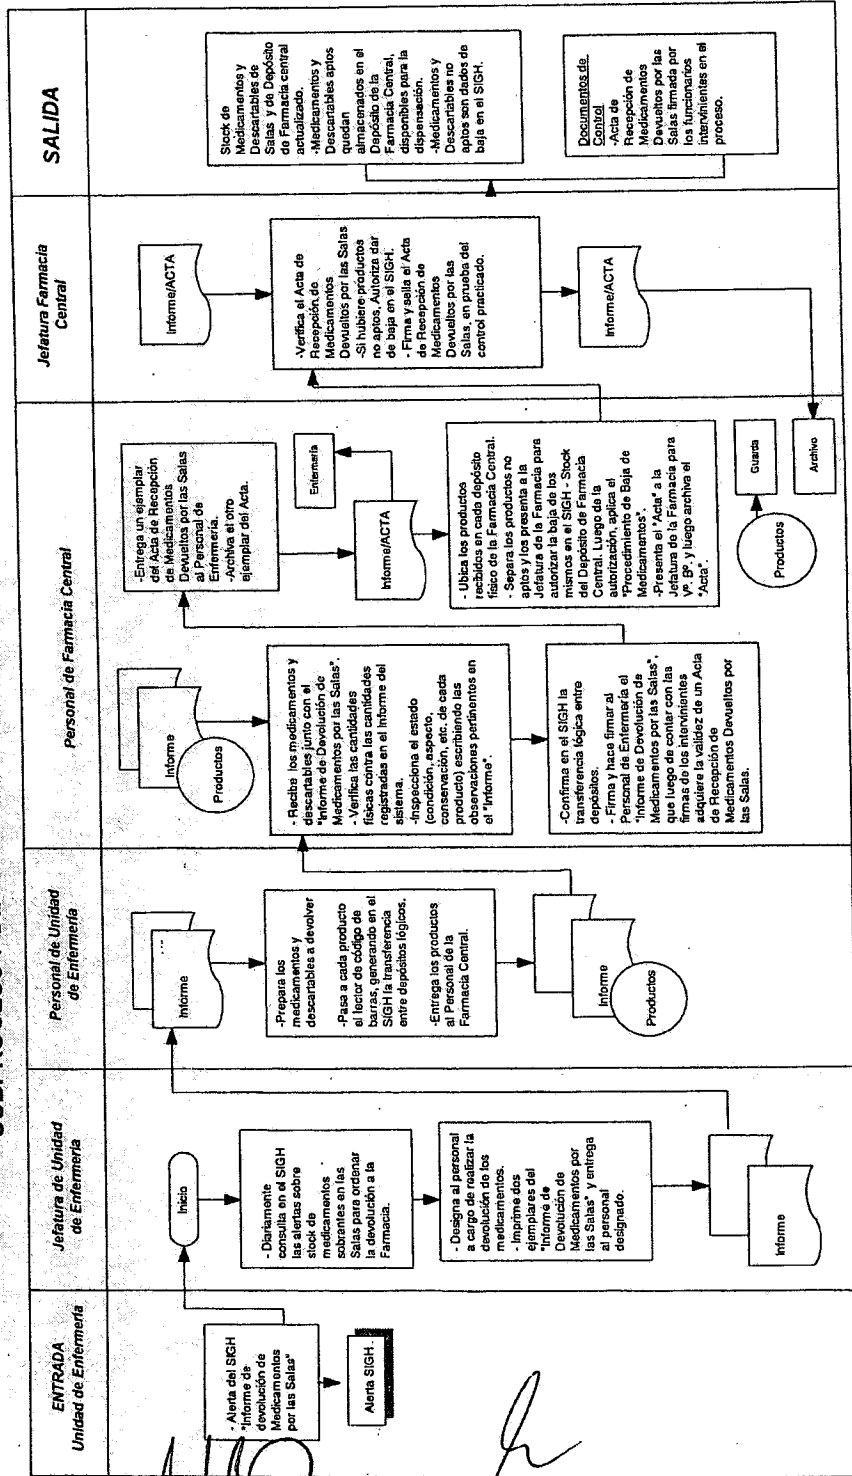 ENTRADA
Unidad de Enfermería
- Alerta del SIGH
"Informe de
devolución de
Medicamentos
por las Salas"
Alerta SIGH.
Jefatura de Unidad
de Enfermería
Inicio
- Diariamente
consulta en el SIGH
las alertas sobre
stock de
medicamentos
sobrantes en las
Salas para ordenar
la devolución a la
Farmacia.
- Designa al personal
a cargo de realizar la
devolución de los
medicamentos.
- Imprime dos
ejemplares del
"Informe de
Devolución de
Medicamentos por
las Salas" y entrega
al personal
designado.
Informe
Personal de Unidad
de Enfermería
Informe
-Prepara los
medicamentos y
descartables a devolver
-Pasa a cada producto
el lector de código de
barras, generando en el
SIGH la transferencia
entre depósitos lógicos.
-Entrega los productos
al Personal de la
Farmacia Central.
Informe
Productos
Personal de Farmacia Central
Informe
Productos
- Recibe los medicamentos y
descartables junto con el
"Informe de Devolución de
Medicamentos por las Salas".
- Verifica las cantidades
físicas contra las cantidades
registradas en el Informe del
sistema.
-Inspecciona el estado
(condición, aspecto,
conservación, etc. de cada
producto) escribiendo las
observaciones pertinentes en
el "Informe".
-Confirma en el SIGH la
transferencia lógica entre
depósitos.
- Firma y hace firmar al
Personal de Enfermería el
"Informe de Devolución de
Medicamentos por las Salas",
que luego de contar con las
firmas de los intervinientes
adquiere la validez de un Acta
de Recepción de
Medicamentos Devueltos por
las Salas.
-Entrega un ejemplar
del Acta de Recepción
de Medicamentos
Devueltos por las Salas
al Personal de
Enfermería.
-Archiva el otro
ejemplar del Acta.
Enfermería
Informe/ACTA
- Ubica los productos
recibidos en cada depósito
físico de la Farmacia Central.
- Separa los productos no
aptos y los presenta a la
Jefatura de la Farmacia para
autorizar la baja de los
mismos en el SIGH - Stock
del Depósito de Farmacia
Central. Luego de la
autorización, aplica el
"Procedimiento de Baja de
Medicamentos".
-Presenta el "Acta" a la
Jefatura de la Farmacia para
Vº. Bº. y luego archiva el
"Acta".
Productos
Guarda
Archivo
Jefatura Farmacia
Central
Informe/ACTA
-Verifica el Acta de
Recepción de
Medicamentos
Devueltos por las Salas
-Si hubiere productos
no aptos, Autoriza dar
de baja en el SIGH.
- Firma y sella el Acta
de Recepción de
Medicamentos
Devueltos por las
Salas, en prueba del
control practicado.
Informe/ACTA
SALIDA
Stock de
Medicamentos y
Descartables de
Salas y de Depósito
de Farmacia central
actualizado.
-Medicamentos y
Descartables aptos
quedan
almacenados en el
Depósito de la
Farmacia Central,
disponibles para la
dispensación.
-Medicamentos y
Descartables no
aptos son dados de
baja en el SIGH.
Documentos de
Control
-Acta de
Recepción de
Medicamentos
Devueltos por las
Salas firmada por
los funcionarios
intervinientes en el
proceso.